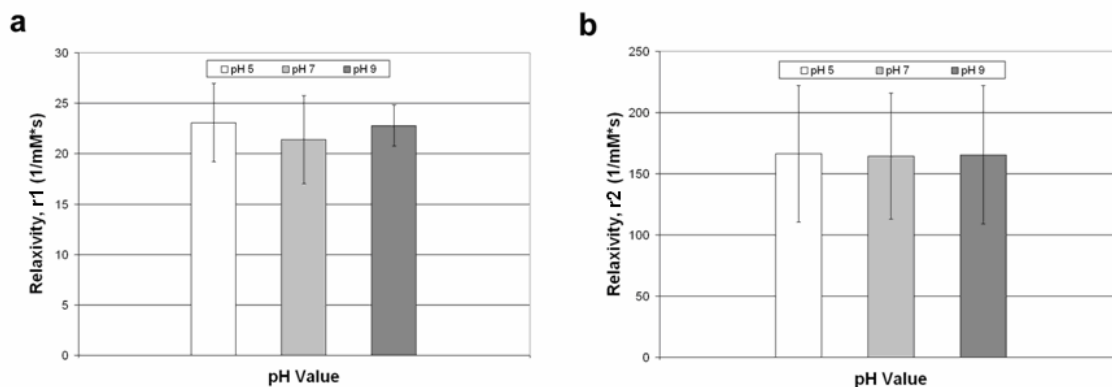 a
30
25
20
15
10
5
0
Relaxivity, r1 (1/mM*s)
pH 5 pH 7 pH 9
pH Value
b
250
200
150
100
50
0
Relaxivity, r2 (1/mM*s)
pH 5 pH 7 pH 9
pH Value